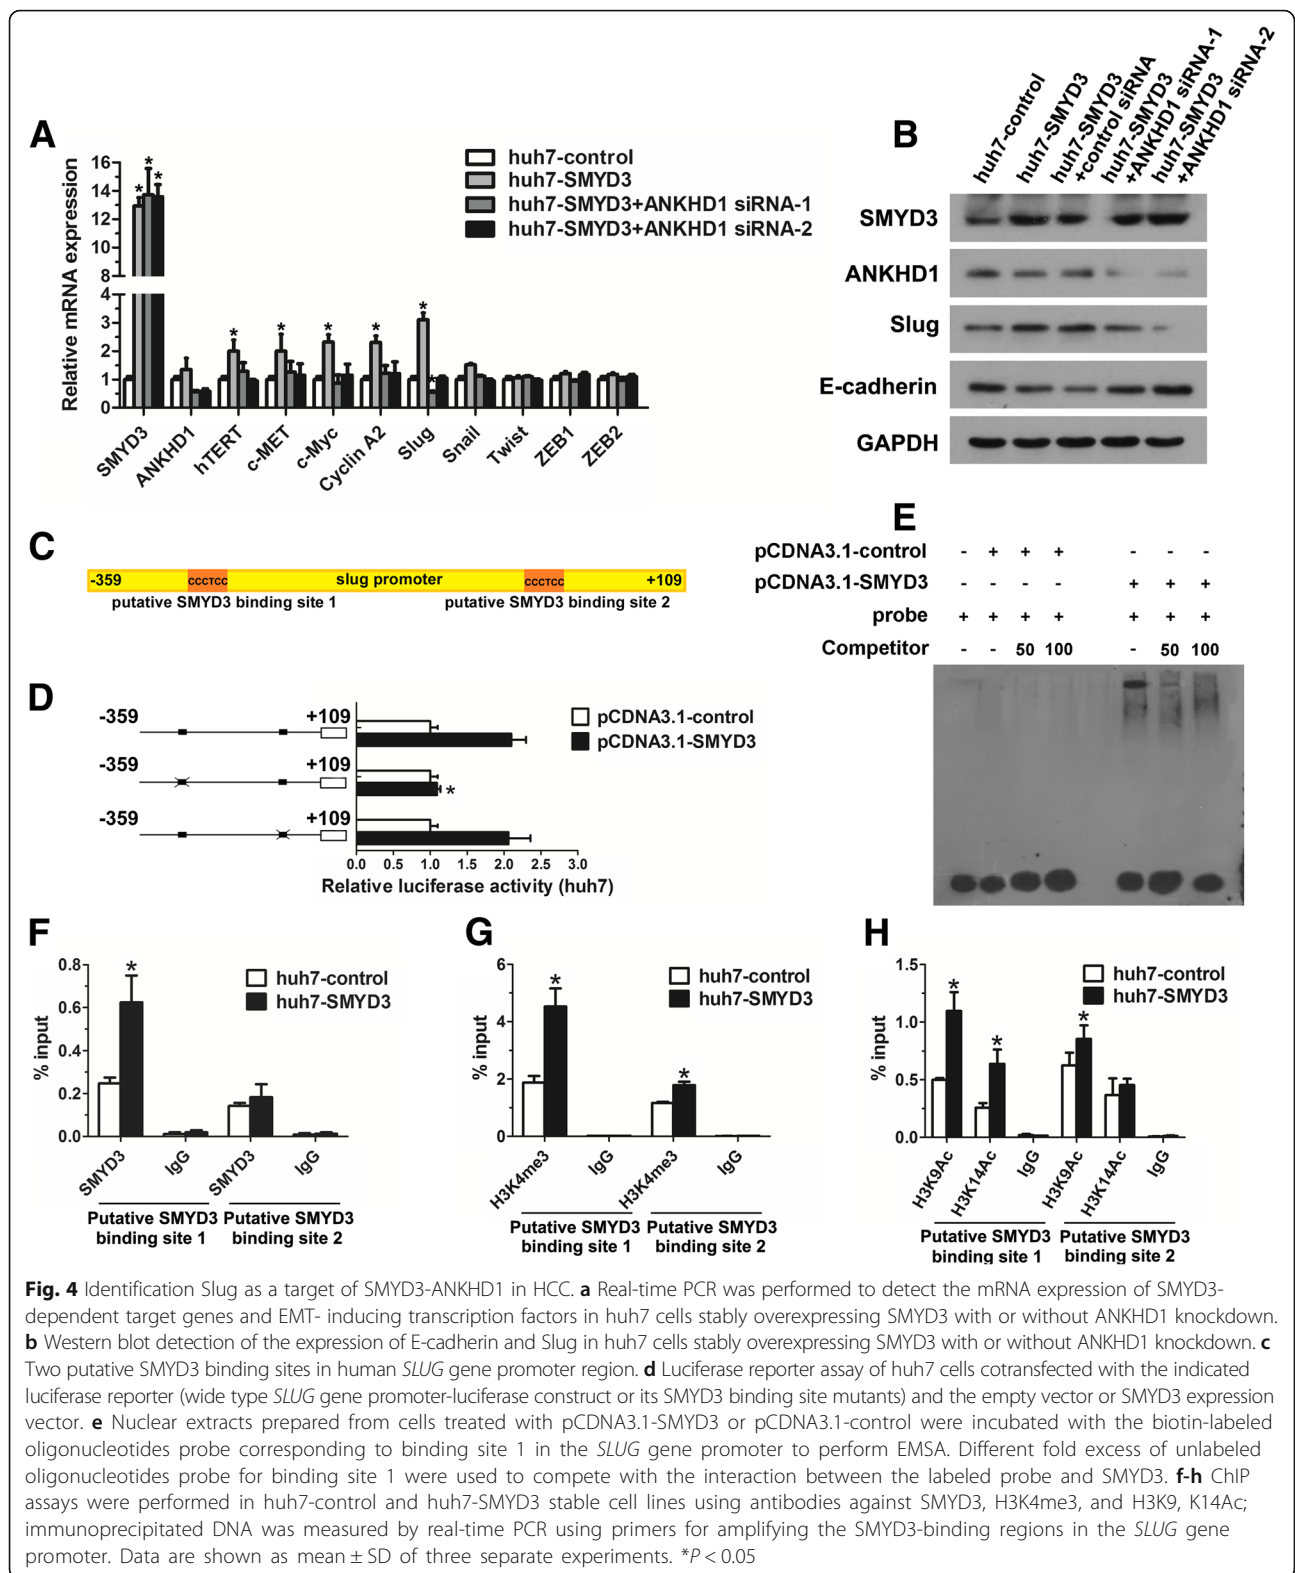 A
Relative mRNA expression
16
14
12
10
8
4
3
2
1
0
* * *
* * * * * *
SMYD3
ANKHD1
hTERT
c-MET
c-Myc
Cyclin A2
Slug
Snail
Twist
ZEB1
ZEB2
huh7-control
huh7-SMYD3
huh7-SMYD3+ANKHD1 siRNA-1
huh7-SMYD3+ANKHD1 siRNA-2
B
huh7-control
huh7-SMYD3
huh7-SMYD3
+control siRNA
huh7-SMYD3
+ANKHD1 siRNA-1
huh7-SMYD3
+ANKHD1 siRNA-2
SMYD3
ANKHD1
Slug
E-cadherin
GAPDH
C
-359 CCCTCC slug promoter CCCTCC +109
putative SMYD3 binding site 1 putative SMYD3 binding site 2
D
-359 +109
-359 +109
-359 +109
*
pCDNA3.1-control
pCDNA3.1-SMYD3
0.0 0.5 1.0 1.5 2.0 2.5 3.0
Relative luciferase activity (huh7)
E
pCDNA3.1-control - + + + - - -
pCDNA3.1-SMYD3 - - - - + + +
probe + + + + + + +
Competitor - - 50 100 - 50 100
F
% input
0.8
0.6
0.4
0.2
0.0
*
huh7-control
huh7-SMYD3
SMYD3 IgG SMYD3 IgG
Putative SMYD3 Putative SMYD3
binding site 1 binding site 2
G
% input
6
4
2
0
* *
huh7-control
huh7-SMYD3
H3K4me3 IgG H3K4me3 IgG
Putative SMYD3 Putative SMYD3
binding site 1 binding site 2
H
% input
1.5
1.0
0.5
0.0
* * *
huh7-control
huh7-SMYD3
H3K9Ac H3K14Ac IgG H3K9Ac H3K14Ac IgG
Putative SMYD3 Putative SMYD3
binding site 1 binding site 2
Fig. 4 Identification Slug as a target of SMYD3-ANKHD1 in HCC. a Real-time PCR was performed to detect the mRNA expression of SMYD3-
dependent target genes and EMT- inducing transcription factors in huh7 cells stably overexpressing SMYD3 with or without ANKHD1 knockdown.
b Western blot detection of the expression of E-cadherin and Slug in huh7 cells stably overexpressing SMYD3 with or without ANKHD1 knockdown. c
Two putative SMYD3 binding sites in human SLUG gene promoter region. d Luciferase reporter assay of huh7 cells cotransfected with the indicated
luciferase reporter (wide type SLUG gene promoter-luciferase construct or its SMYD3 binding site mutants) and the empty vector or SMYD3 expression
vector. e Nuclear extracts prepared from cells treated with pCDNA3.1-SMYD3 or pCDNA3.1-control were incubated with the biotin-labeled
oligonucleotides probe corresponding to binding site 1 in the SLUG gene promoter to perform EMSA. Different fold excess of unlabeled
oligonucleotides probe for binding site 1 were used to compete with the interaction between the labeled probe and SMYD3. f-h ChIP
assays were performed in huh7-control and huh7-SMYD3 stable cell lines using antibodies against SMYD3, H3K4me3, and H3K9, K14Ac;
immunoprecipitated DNA was measured by real-time PCR using primers for amplifying the SMYD3-binding regions in the SLUG gene
promoter. Data are shown as mean ± SD of three separate experiments. *P < 0.05